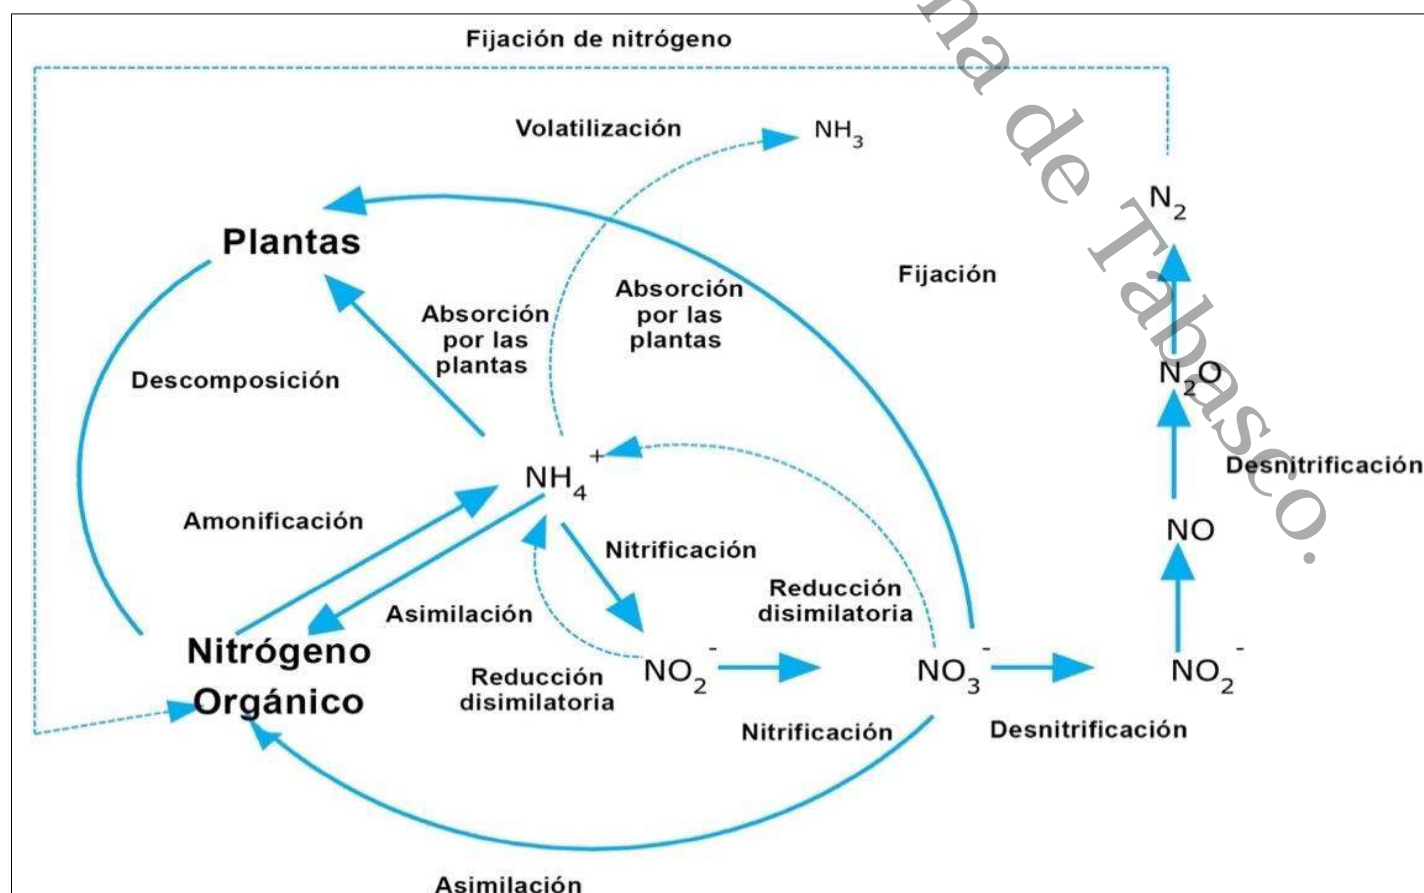 Fijación de nitrógeno
Volatilización
NH3
N2
Plantas
Fijación
Absorción
por las
plantas
Absorción
por las
plantas
Descomposición
N2O
NH4+
Desnitrificación
Amonificación
NO
Nitrificación
Asimilación
Reducción
disimilatoria
Nitrógeno
Orgánico
Reducción
disimilatoria
NO2-
NO3-
NO2-
Nitrificación
Desnitrificación
Asimilación
de Tabasco.